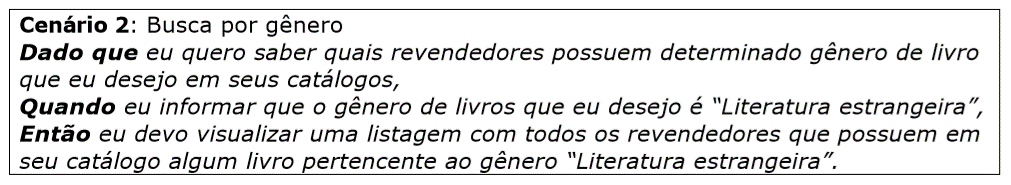 Cenário 2: Busca por gênero
Dado que eu quero saber quais revendedores possuem determinado gênero de livro
que eu desejo em seus catálogos,
Quando eu informar que o gênero de livros que eu desejo é “Literatura estrangeira”,
Então eu devo visualizar uma listagem com todos os revendedores que possuem em
seu catálogo algum livro pertencente ao gênero “Literatura estrangeira”.